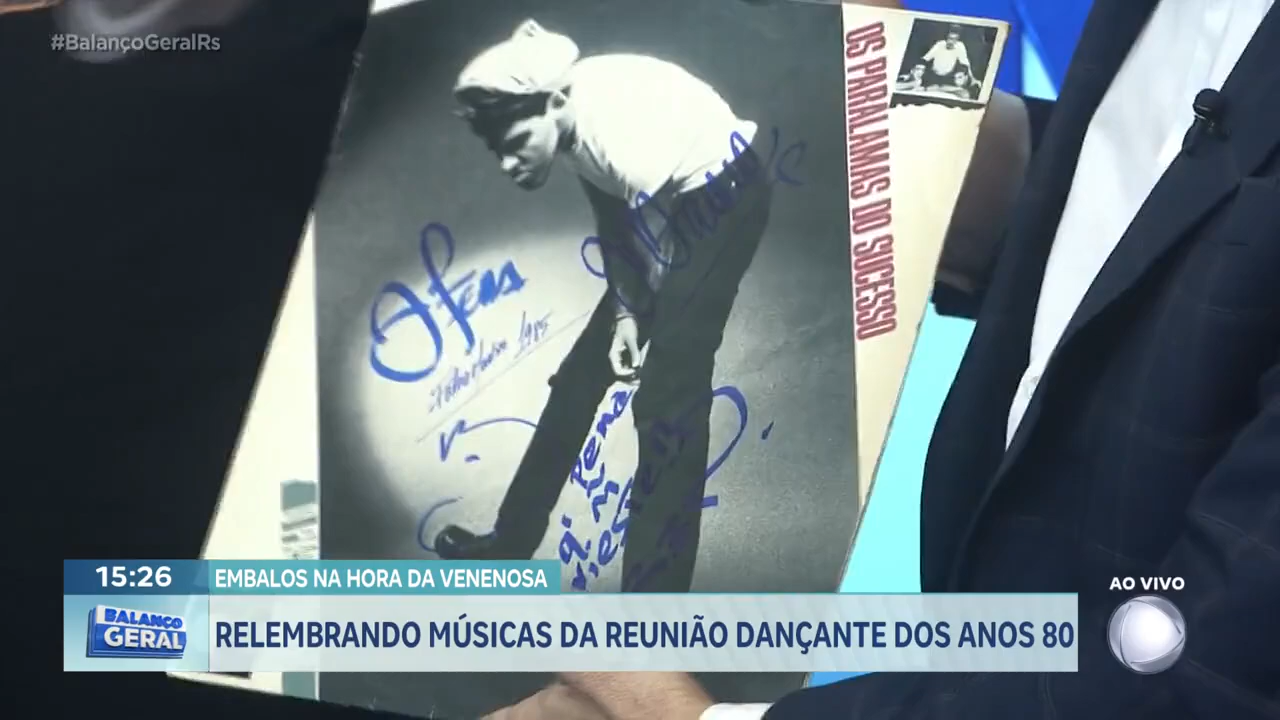 #BalançoGeralRs
OS PARALAMAS DO SUCESSO
1985
15:26
EMBALOS NA HORA DA VENENOSA
BALANÇO
GERAL
RELEMBRANDO MÚSICAS DA REUNIÃO DANÇANTE DOS ANOS 80
AO VIVO